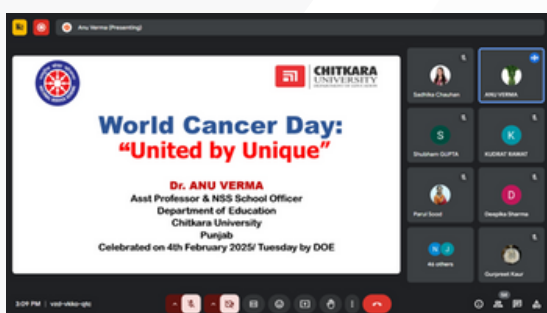 Anu Verma (Presenting)
CHITKARA
UNIVERSITY
World Cancer Day:
“United by Unique”
Dr. ANU VERMA
Asst Professor & NSS School Officer
Department of Education
Chitkara University
Punjab
Celebrated on 4th February 2025/ Tuesday by DOE
Sadhika Chauhan
ANU VERMA
S
Shubham GUPTA
K
KUDRAT RAWAT
Parul Sood
D
Deepika Sharma
N
J
46 others
Gurpreet Kaur
3:09 PM
54